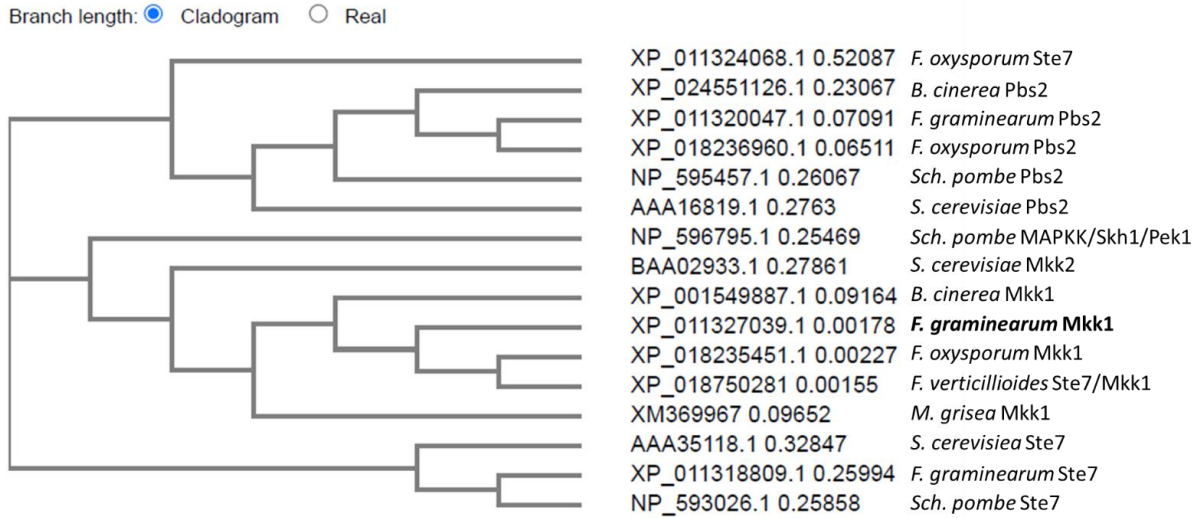 Branch length: Cladogram Real
XP_011324068.1 0.52087 F. oxysporum Ste7
XP_024551126.1 0.23067 B. cinerea Pbs2
XP_011320047.1 0.07091 F. graminearum Pbs2
XP_018236960.1 0.06511 F. oxysporum Pbs2
NP_595457.1 0.26067 Sch. pombe Pbs2
AAA16819.1 0.2763 S. cerevisiae Pbs2
NP_596795.1 0.25469 Sch. pombe MAPKK/Skh1/Pek1
BAA02933.1 0.27861 S. cerevisiae Mkk2
XP_001549887.1 0.09164 B. cinerea Mkk1
XP_011327039.1 0.00178 F. graminearum Mkk1
XP_018235451.1 0.00227 F. oxysporum Mkk1
XP_018750281 0.00155 F. verticillioides Ste7/Mkk1
XM369967 0.09652 M. grisea Mkk1
AAA35118.1 0.32847 S. cerevisiea Ste7
XP_011318809.1 0.25994 F. graminearum Ste7
NP_593026.1 0.25858 Sch. pombe Ste7